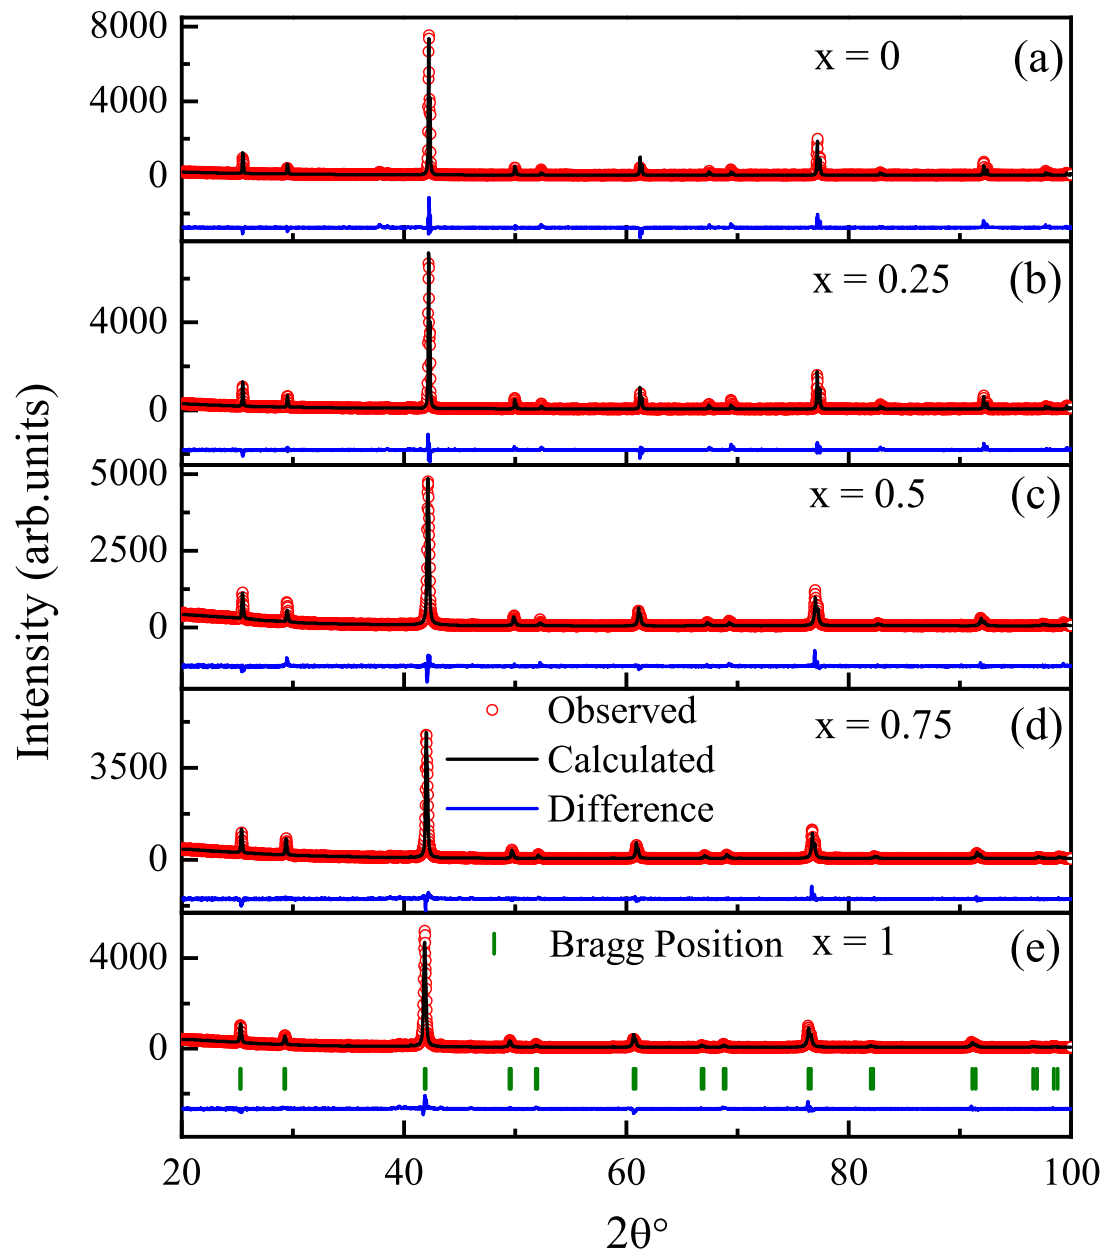 8000
x = 0
(a)
4000
0
x = 0.25
(b)
4000
0
5000
x = 0.5
(c)
2500
0
Intensity (arb.units)
Observed
x = 0.75
(d)
Calculated
3500
Difference
0
Bragg Position
x = 1
(e)
4000
0
20
40
60
80
100
2θ°